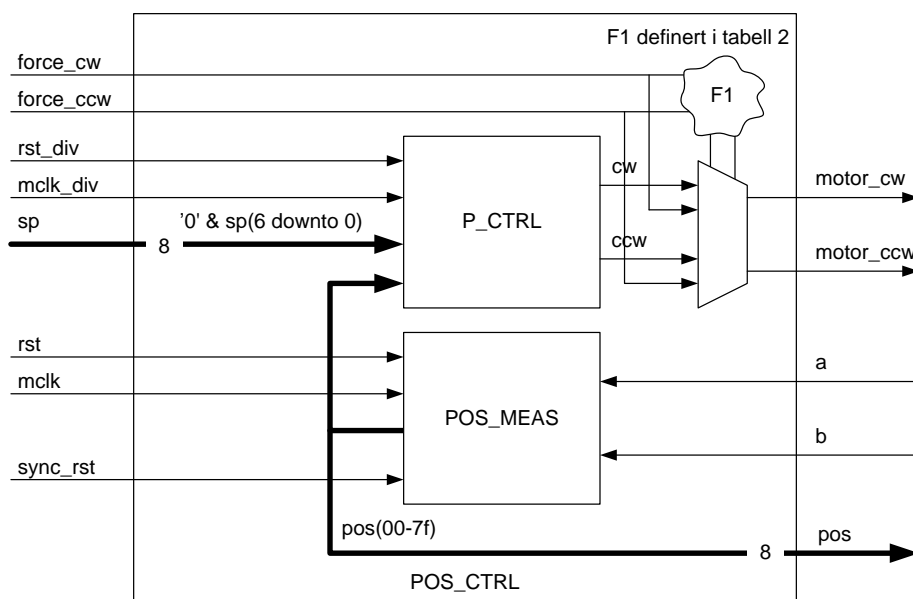 F1 definert i tabell 2
force_cw
F1
force_ccw
rst_div
cw
mclk_div
motor_cw
sp
'0' & sp(6 downto 0)
P_CTRL
8
ccw
motor_ccw
rst
a
mclk
POS_MEAS
b
sync_rst
pos(00-7f)
8
pos
POS_CTRL